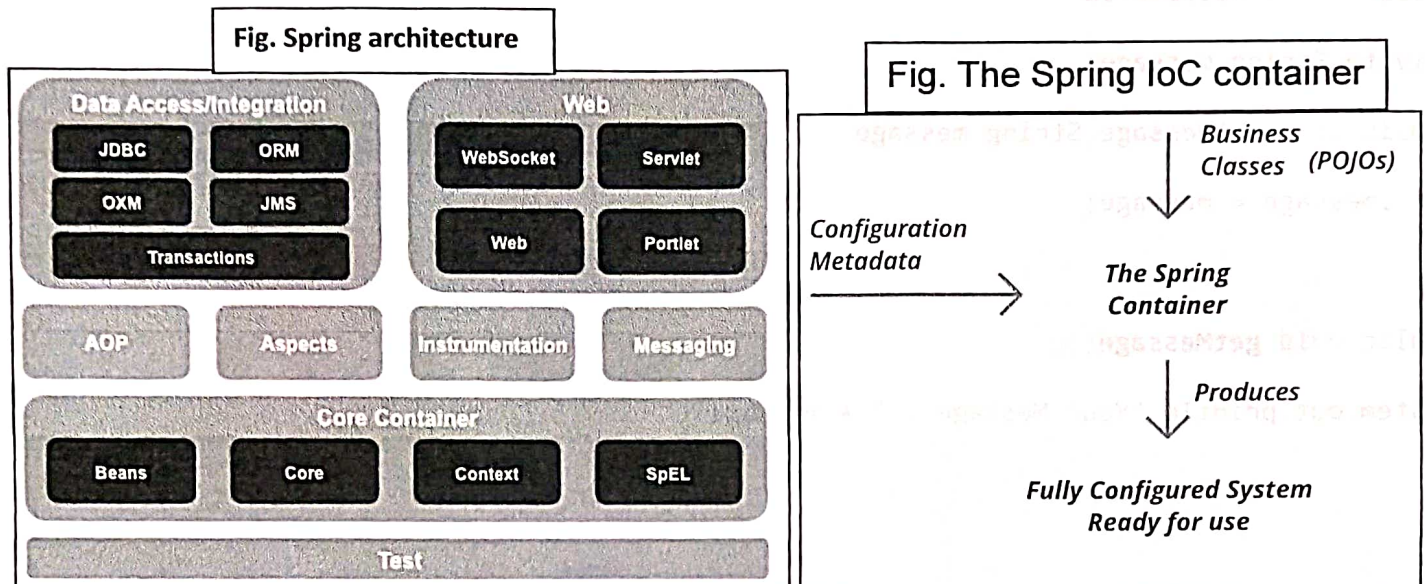 Fig. Spring architecture
Data Access/Integration
JDBC
ORM
OXM
JMS
Transactions
Web
WebSocket
Servlet
Web
Portlet
AOP
Aspects
Instrumentation
Messaging
Core Container
Beans
Core
Context
SpEL
Test
Fig. The Spring IoC container
Business
Classes (POJOs)
Configuration
Metadata
The Spring
Container
Produces
Fully Configured System
Ready for use